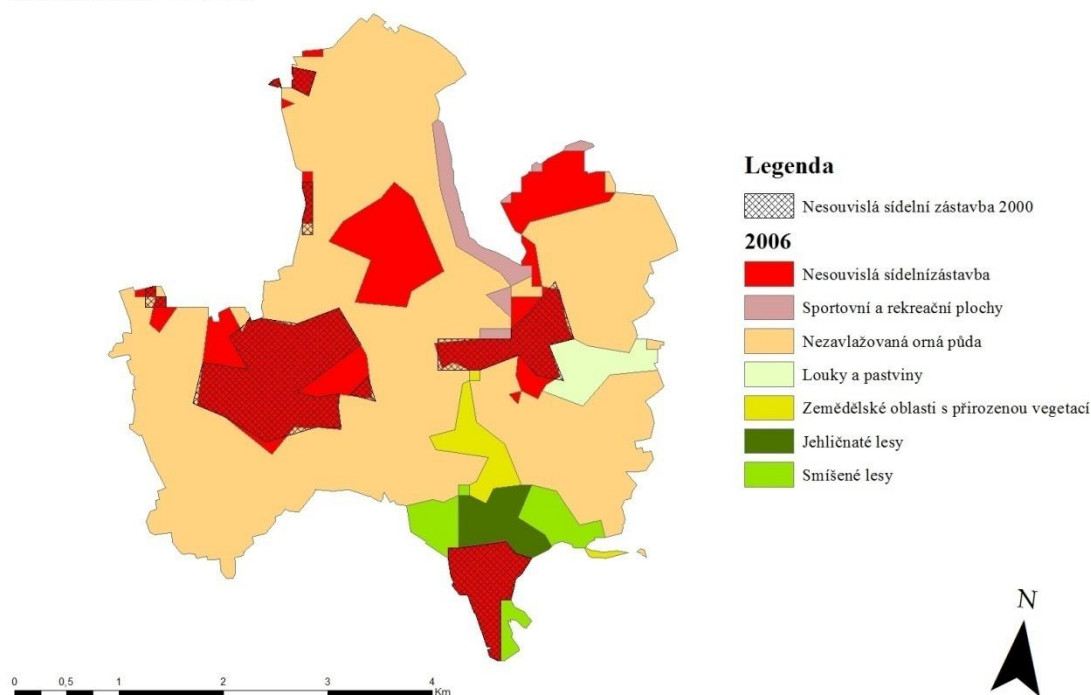 Legenda
Nesouvislá sídelní zástavba 2000
2006
Nesouvislá sídelnízástavba
Sportovní a rekreační plochy
Nezavlažovaná orná půda
Louky a pastviny
Zemědělské oblasti s přirozenou vegetací
Jehličnaté lesy
Smíšené lesy
N
0 0,5 1 2 3 4
Km